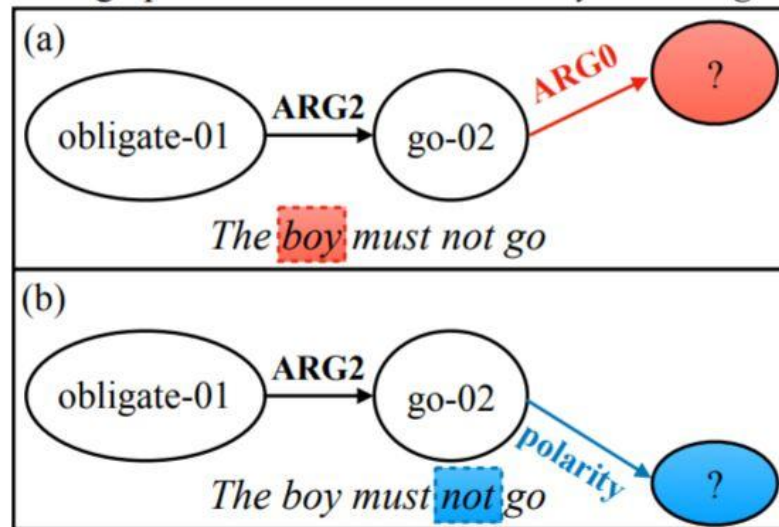 (a)
obligate-01
ARG2
go-02
ARG0
?
The boy must not go
(b)
obligate-01
ARG2
go-02
polarity
?
The boy must not go